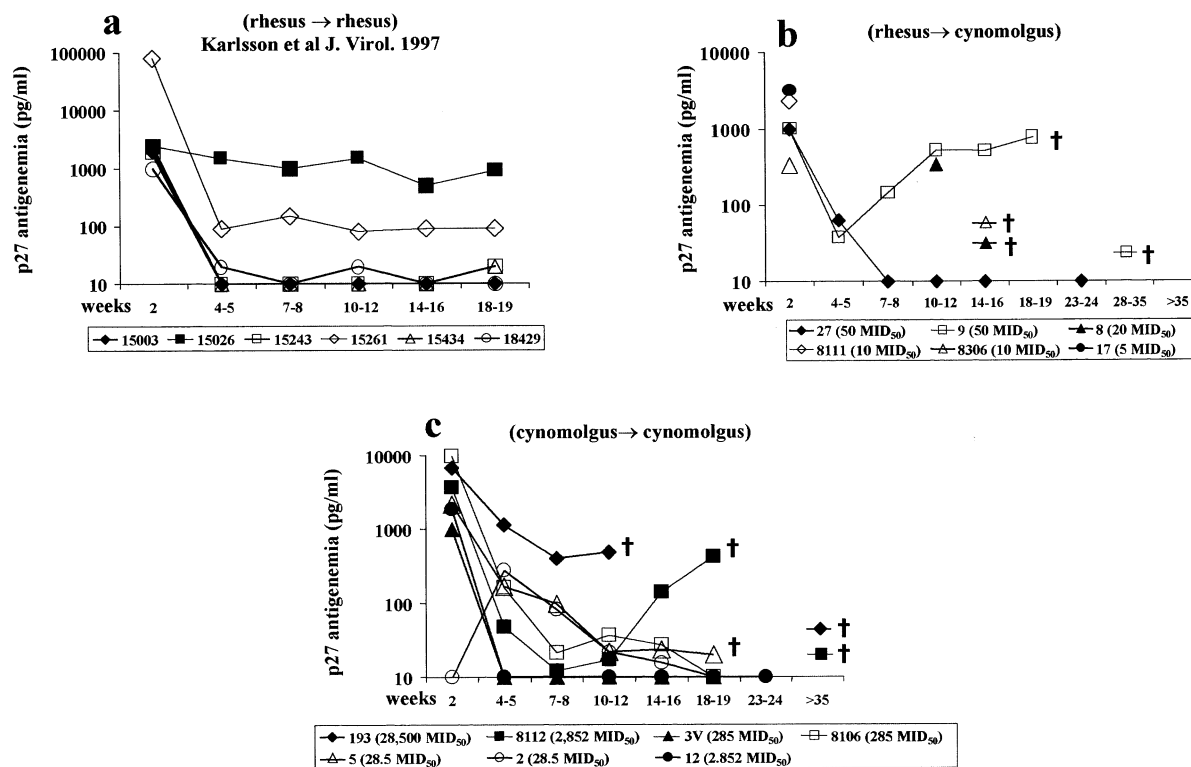 a
(rhesus → rhesus)
Karlsson et al J. Virol. 1997
p27 antigenemia (pg/ml)
100000
10000
1000
100
10
weeks 2 4-5 7-8 10-12 14-16 18-19
15003 15026 15243 15261 15434 18429
b
(rhesus→ cynomolgus)
p27 antigenemia (pg/ml)
10000
1000
100
10
† † † †
weeks 2 4-5 7-8 10-12 14-16 18-19 23-24 28-35 >35
27 (50 MID50) 9 (50 MID50) 8 (20 MID50)
8111 (10 MID50) 8306 (10 MID50) 17 (5 MID50)
c
(cynomolgus→ cynomolgus)
p27 antigenemia (pg/ml)
10000
1000
100
10
† † † † †
weeks 2 4-5 7-8 10-12 14-16 18-19 23-24 >35
193 (28,500 MID50) 8112 (2,852 MID50) 3V (285 MID50) 8106 (285 MID50)
5 (28.5 MID50) 2 (28.5 MID50) 12 (2.852 MID50)